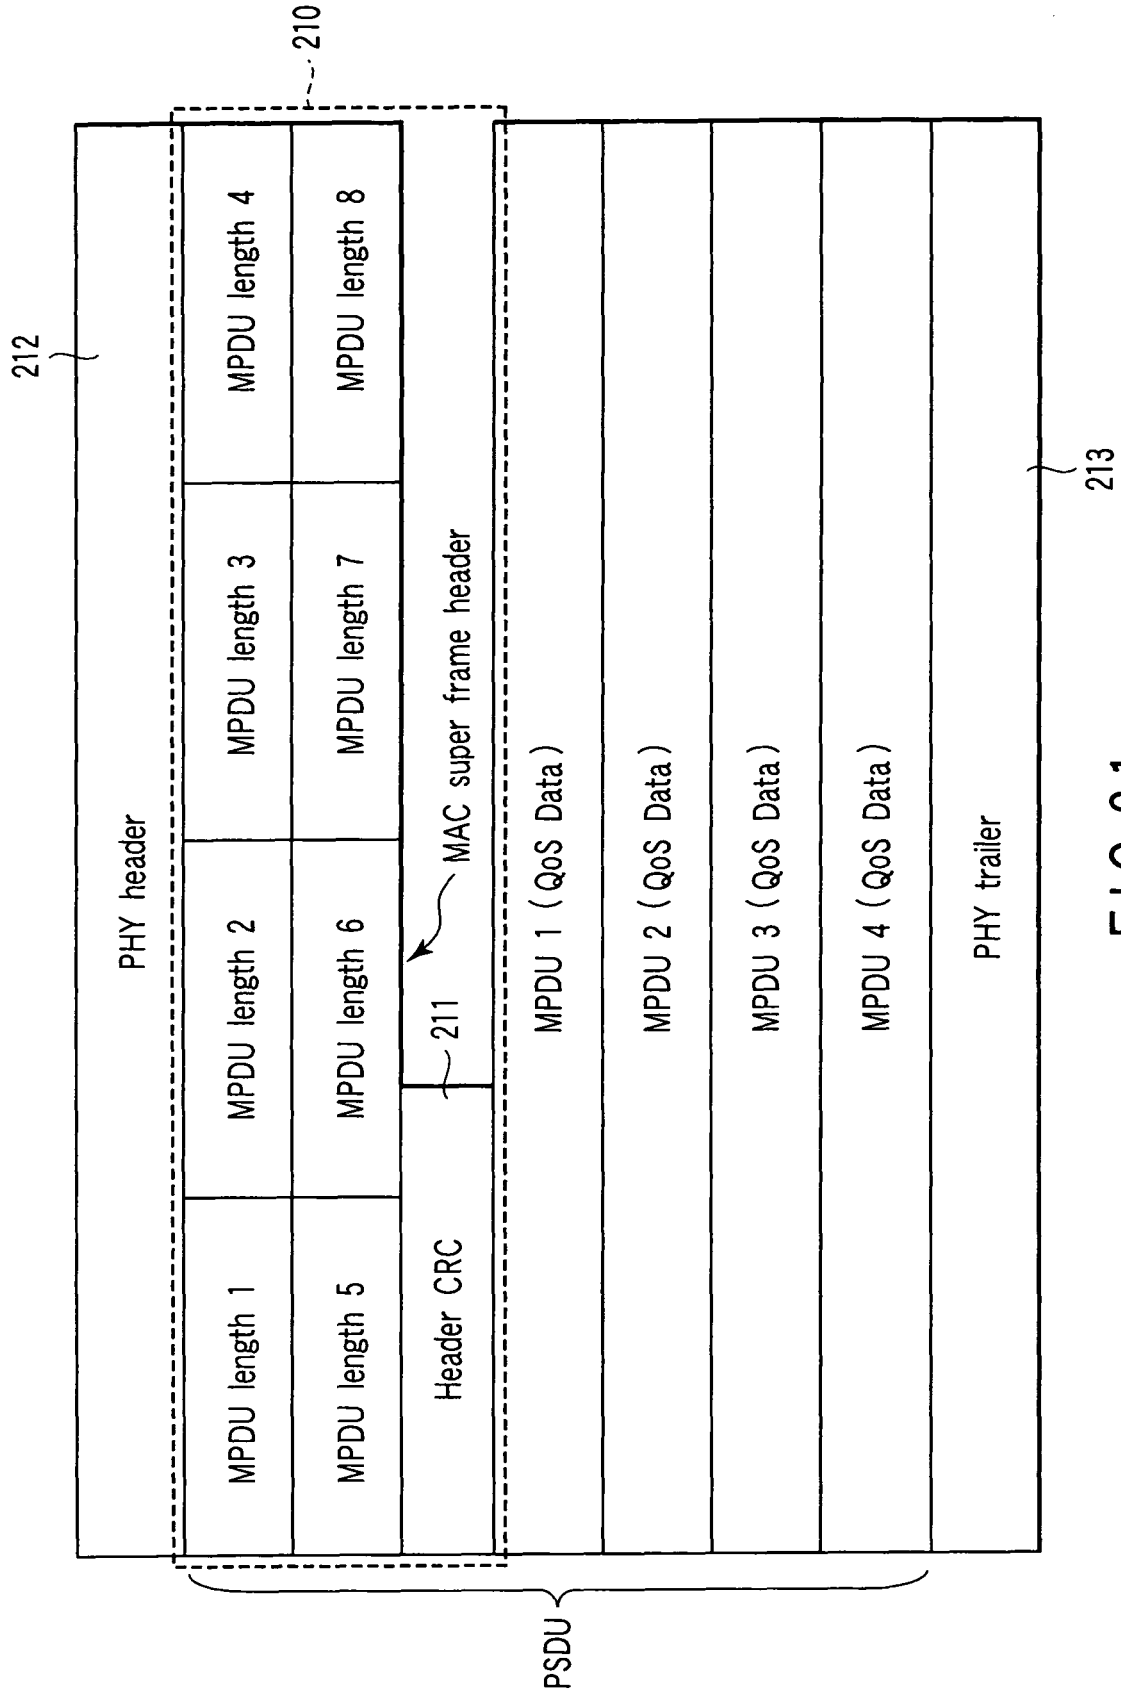 212
210
PHY header
MPDU length 1
MPDU length 2
MPDU length 3
MPDU length 4
MPDU length 5
MPDU length 6
MPDU length 7
MPDU length 8
Header CRC
211
MAC super frame header
MPDU 1 (QoS Data)
MPDU 2 (QoS Data)
MPDU 3 (QoS Data)
MPDU 4 (QoS Data)
PSDU
PHY trailer
213